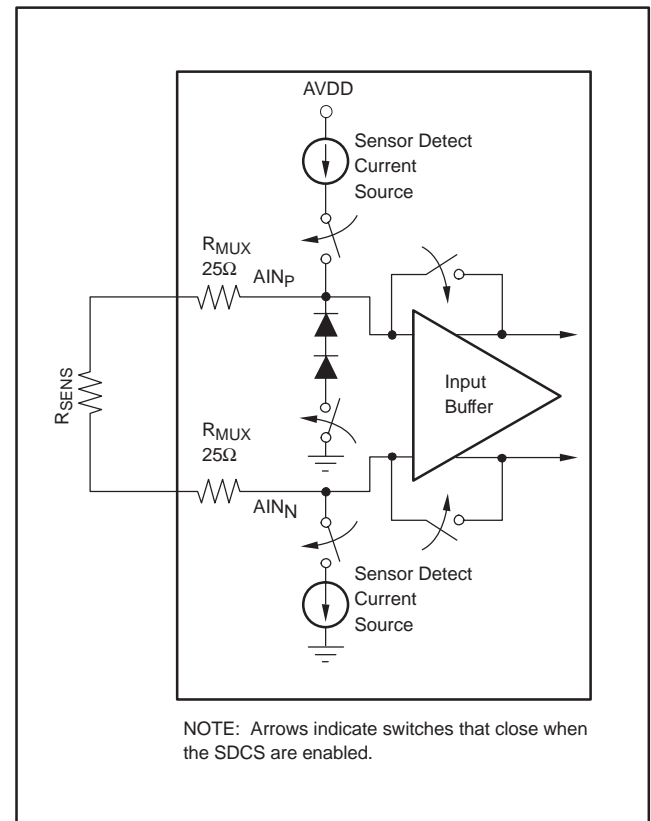 AVDD
Sensor Detect
Current
Source
RMUX
25Ω
AINP
RSENS
Input
Buffer
RMUX
25Ω
AINN
Sensor Detect
Current
Source
NOTE: Arrows indicate switches that close when
the SDCS are enabled.